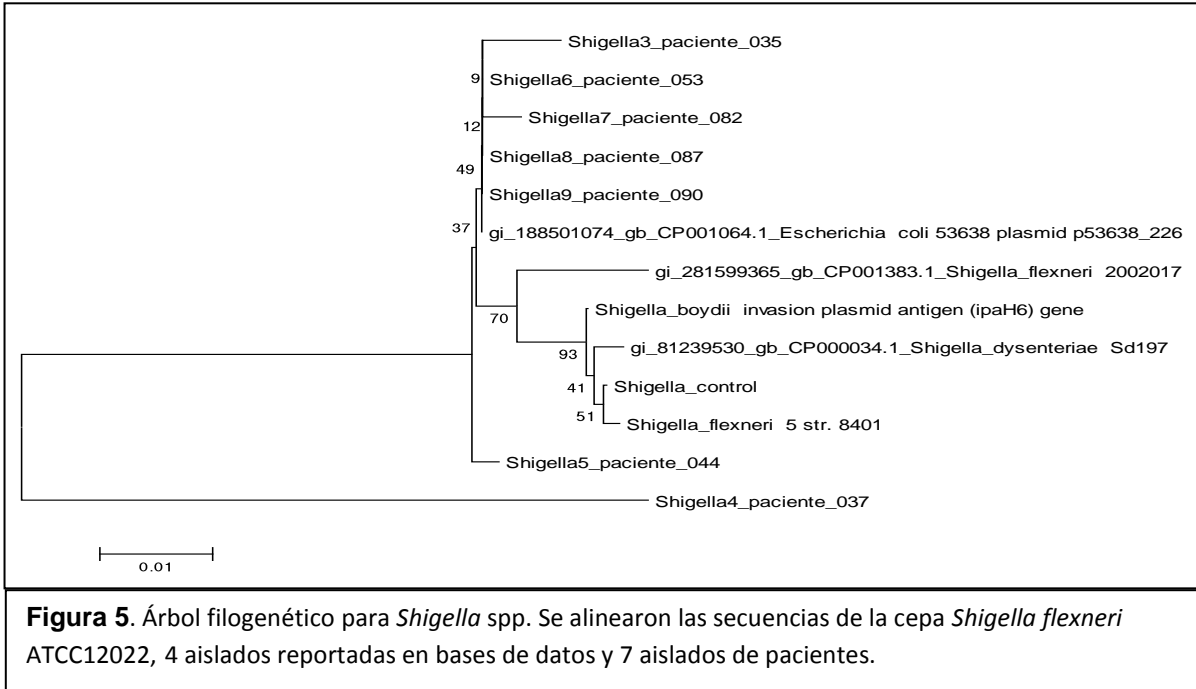 Shigella3_paciente_035
9
Shigella6_paciente_053
Shigella7_paciente_082
12
Shigella8_paciente_087
49
Shigella9_paciente_090
37
gi_188501074_gb_CP001064.1_Escherichia coli 53638 plasmid p53638_226
gi_281599365_gb_CP001383.1_Shigella_flexneri 2002017
70
Shigella_boydii invasion plasmid antigen (ipaH6) gene
gi_81239530_gb_CP000034.1_Shigella_dysenteriae Sd197
93
Shigella_control
41
51
Shigella_flexneri 5 str. 8401
Shigella5_paciente_044
Shigella4_paciente_037
0.01
Figura 5. Árbol filogenético para Shigella spp. Se alinearon las secuencias de la cepa Shigella flexneri
ATCC12022, 4 aislados reportadas en bases de datos y 7 aislados de pacientes.